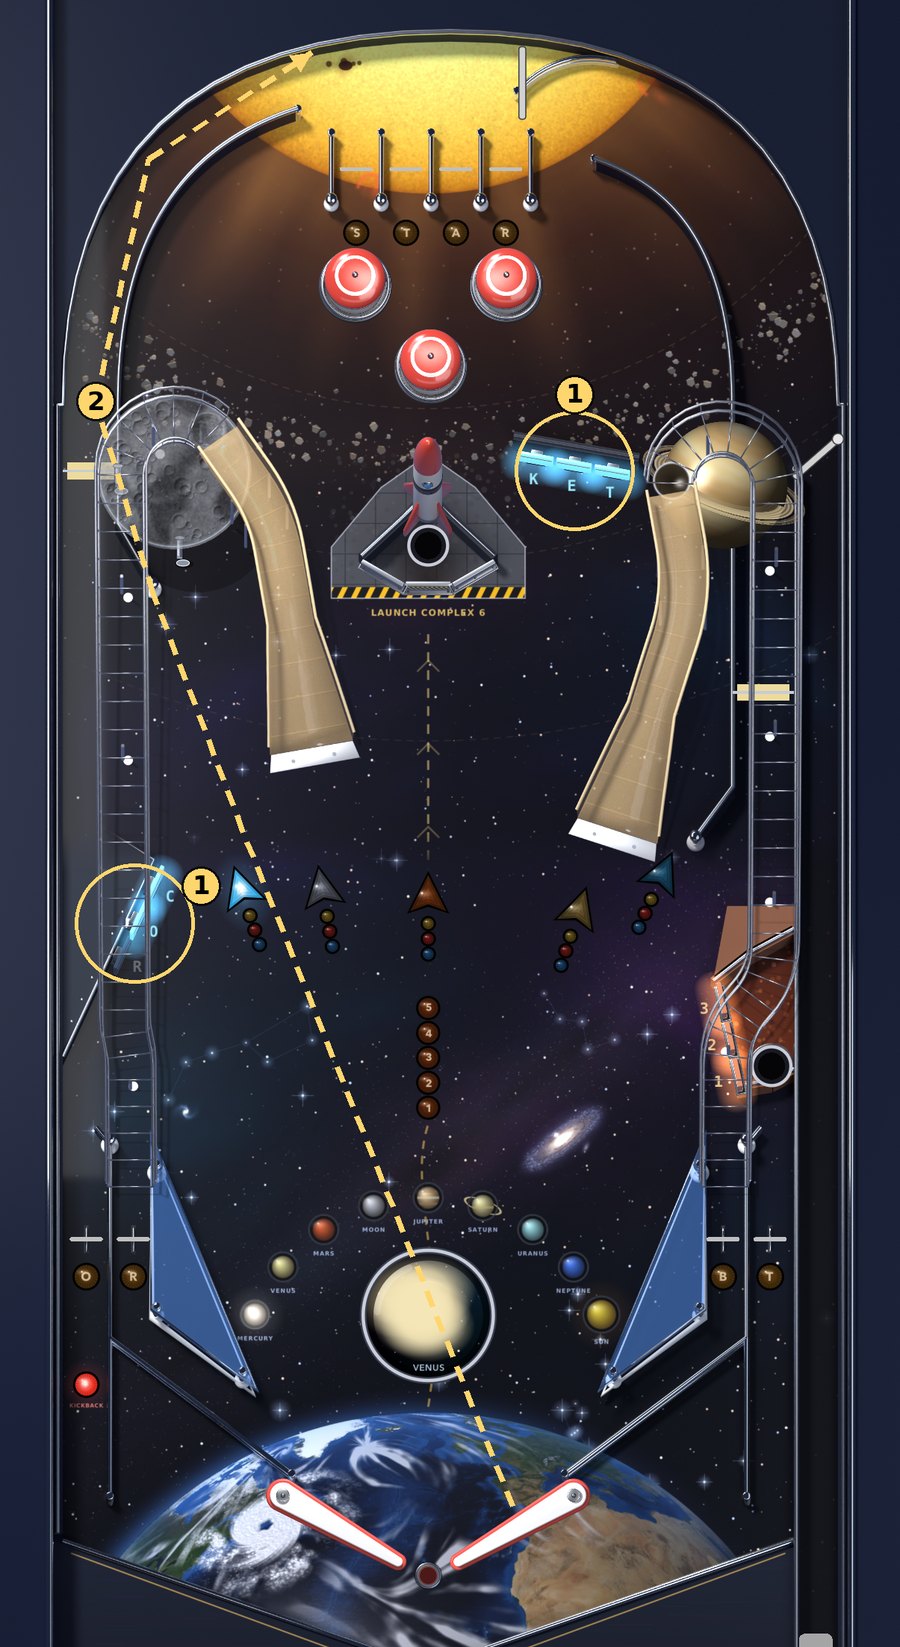 S T A R
1
2
K E T
LAUNCH COMPLEX 6
1
C
O
R
3
2
1
5
4
3
2
1
MOON
JUPITER
SATURN
MARS
URANUS
VENUS
NEPTUNE
MERCURY
SUN
O R
B T
VENUS
KICKBACK